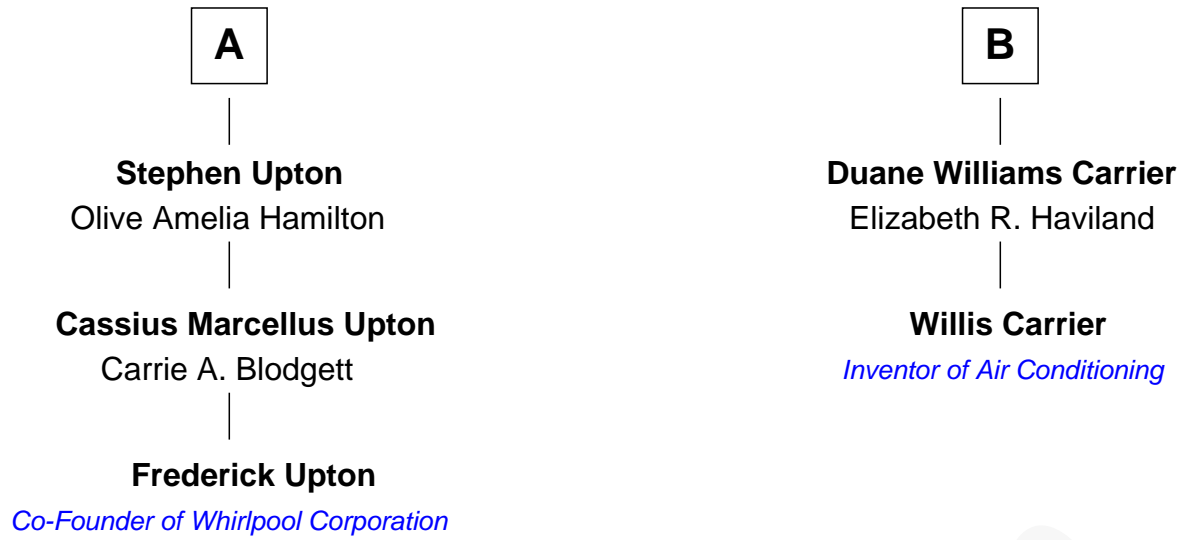 A
Stephen Upton
Olive Amelia Hamilton
Cassius Marcellus Upton
Carrie A. Blodgett
Frederick Upton
Co-Founder of Whirlpool Corporation
B
Duane Williams Carrier
Elizabeth R. Haviland
Willis Carrier
Inventor of Air Conditioning